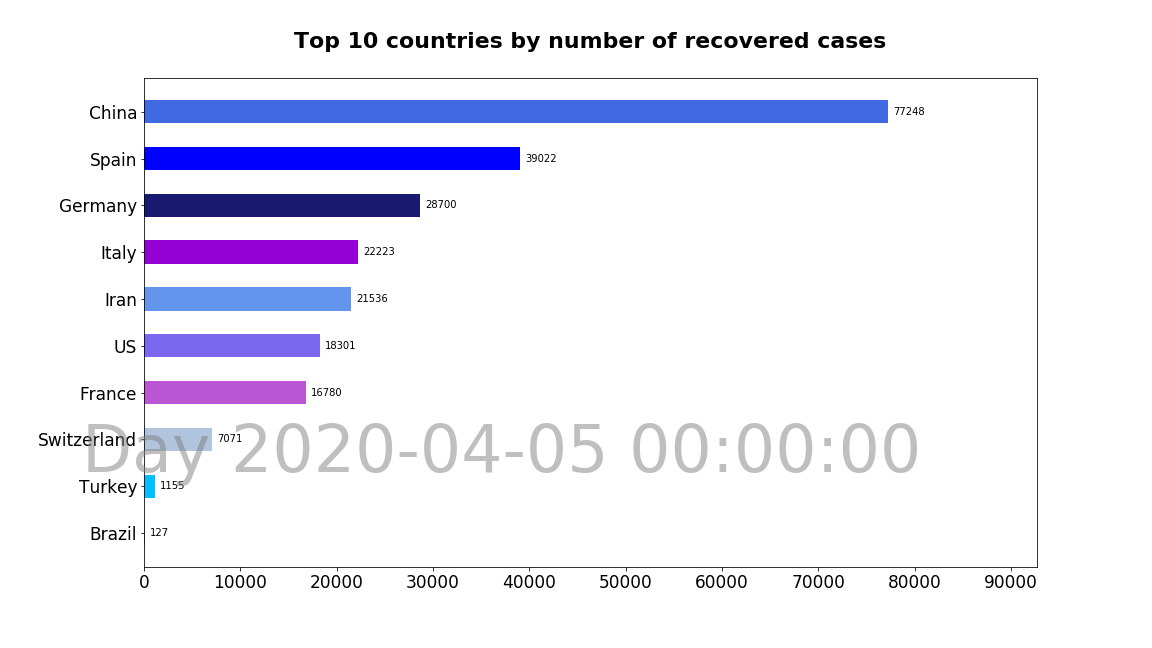 Top 10 countries by number of recovered cases
China 77248
Spain 39022
Germany 28700
Italy 22223
Iran 21536
US 18301
France 16780
Switzerland 7071
Day 2020-04-05 00:00:00
Turkey 1155
Brazil 127
0 10000 20000 30000 40000 50000 60000 70000 80000 90000